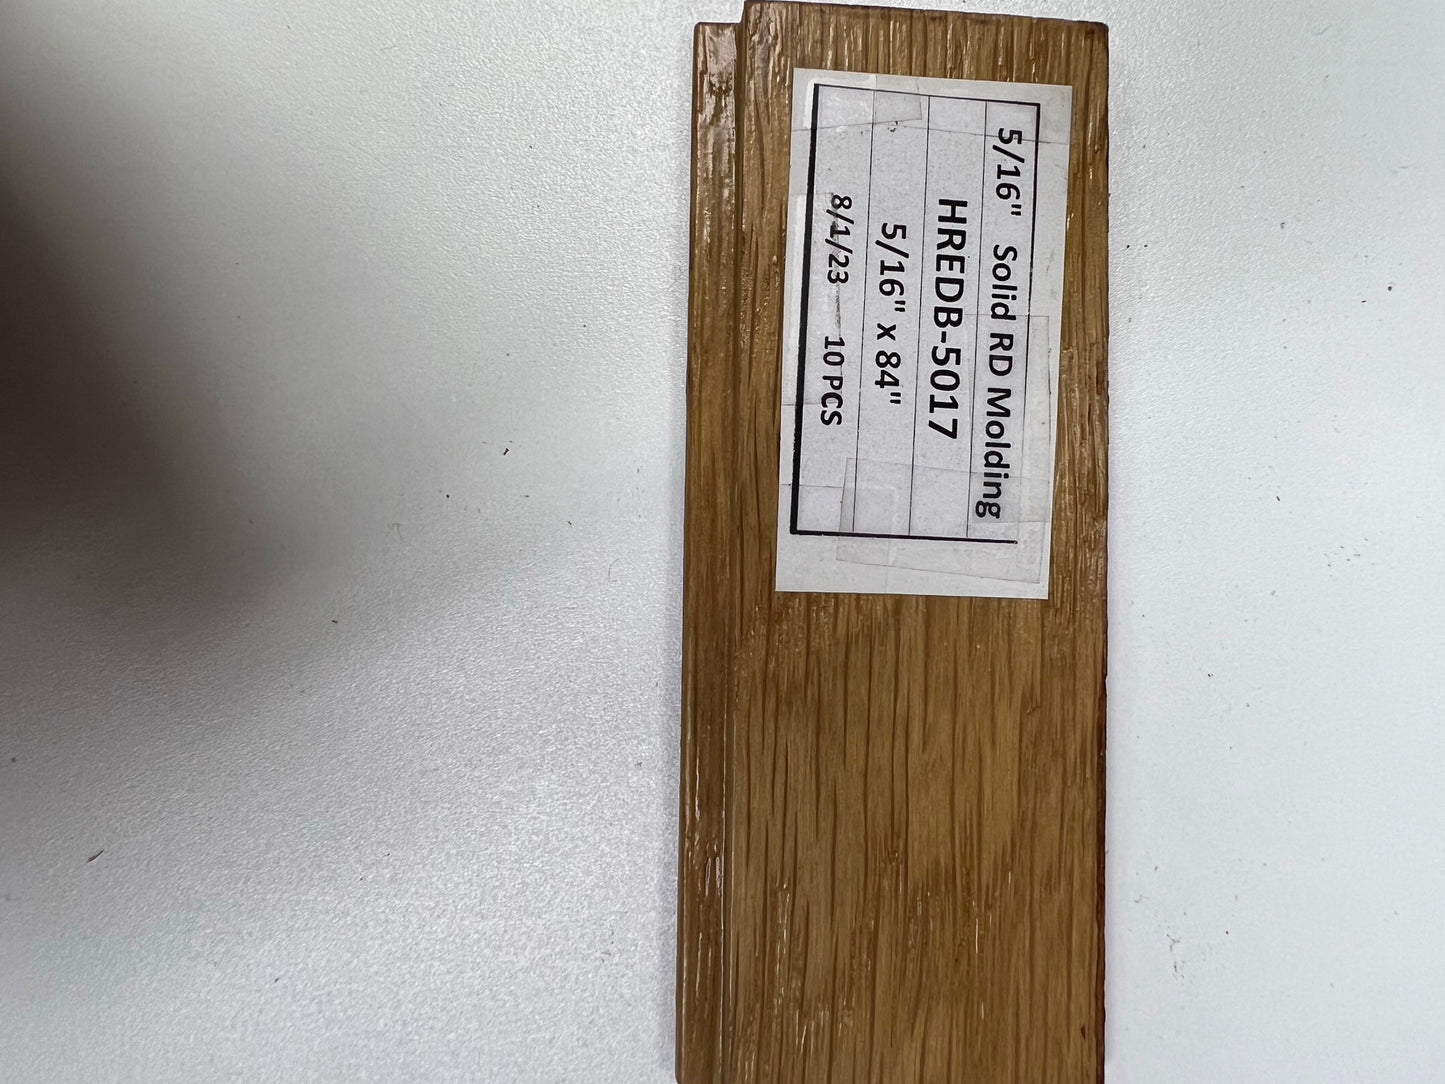 5/16" Solid RD Molding
HREDB-5017
5/16" x 84"
8/1/23 10 PCS